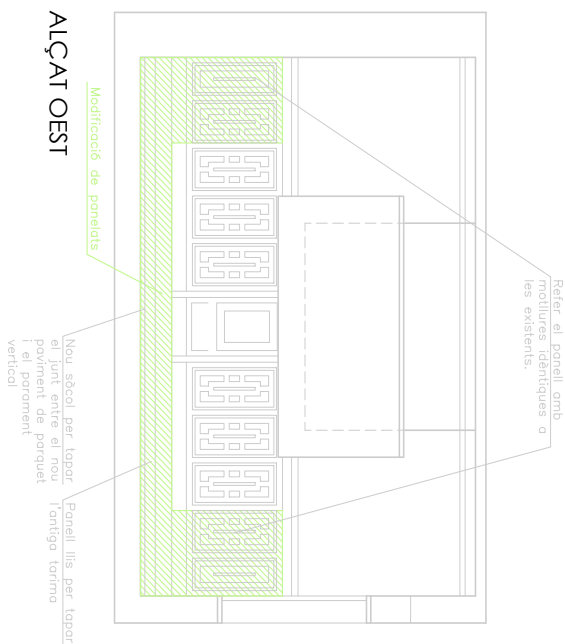 Refer el panell amb
motllures idèntiques a
les existents.
Modificació de panelats
Nou sòcol per tapar
el junt entre el nou
paviment de parquet
i el parament
vertical
Panell llis per tapar
l'antiga tarima
ALÇAT OEST